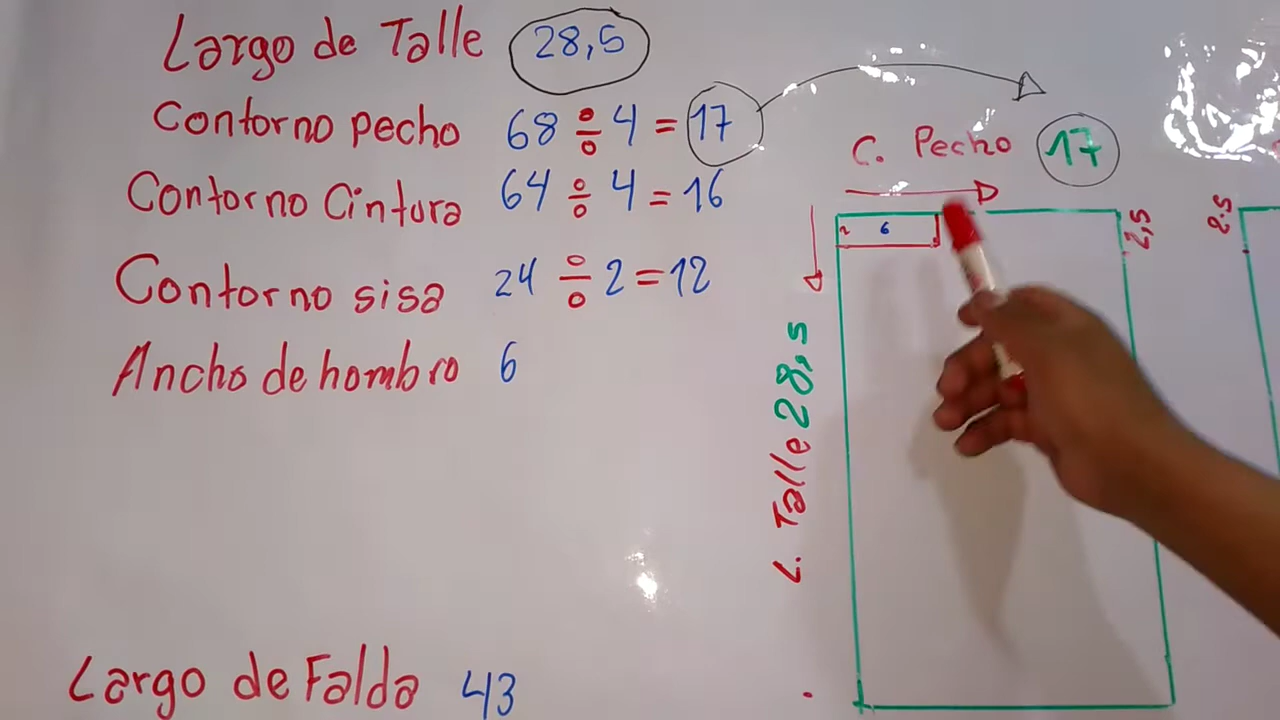 Largo de Talle 28,5
Contorno pecho 68 ÷ 4 = 17
Contorno Cintura 64 ÷ 4 = 16
Contorno sisa 24 ÷ 2 = 12
Ancho de hombro 6
Largo de Falda 43
C. Pecho 17
2 6
2,5
2.5
L. Talle 28,5